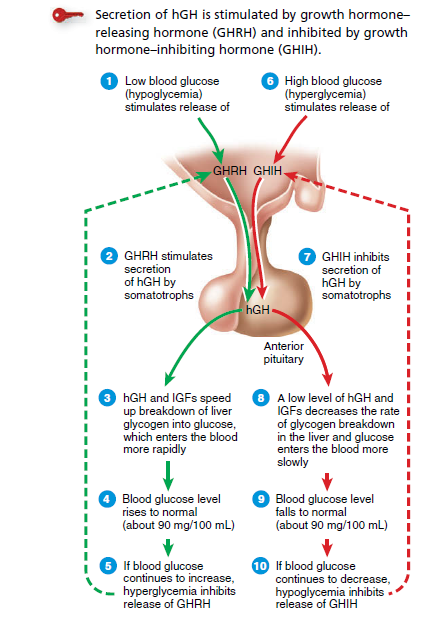 Secretion of hGH is stimulated by growth hormone–
releasing hormone (GHRH) and inhibited by growth
hormone–inhibiting hormone (GHIH).
1 Low blood glucose
(hypoglycemia)
stimulates release of
6 High blood glucose
(hyperglycemia)
stimulates release of
GHRH GHIH
2 GHRH stimulates
secretion
of hGH by
somatotrophs
7 GHIH inhibits
secretion of
hGH by
somatotrophs
hGH
Anterior
pituitary
3 hGH and IGFs speed
up breakdown of liver
glycogen into glucose,
which enters the blood
more rapidly
8 A low level of hGH and
IGFs decreases the rate
of glycogen breakdown
in the liver and glucose
enters the blood more
slowly
4 Blood glucose level
rises to normal
(about 90 mg/100 mL)
9 Blood glucose level
falls to normal
(about 90 mg/100 mL)
5 If blood glucose
continues to increase,
hyperglycemia inhibits
release of GHRH
10 If blood glucose
continues to decrease,
hypoglycemia inhibits
release of GHIH